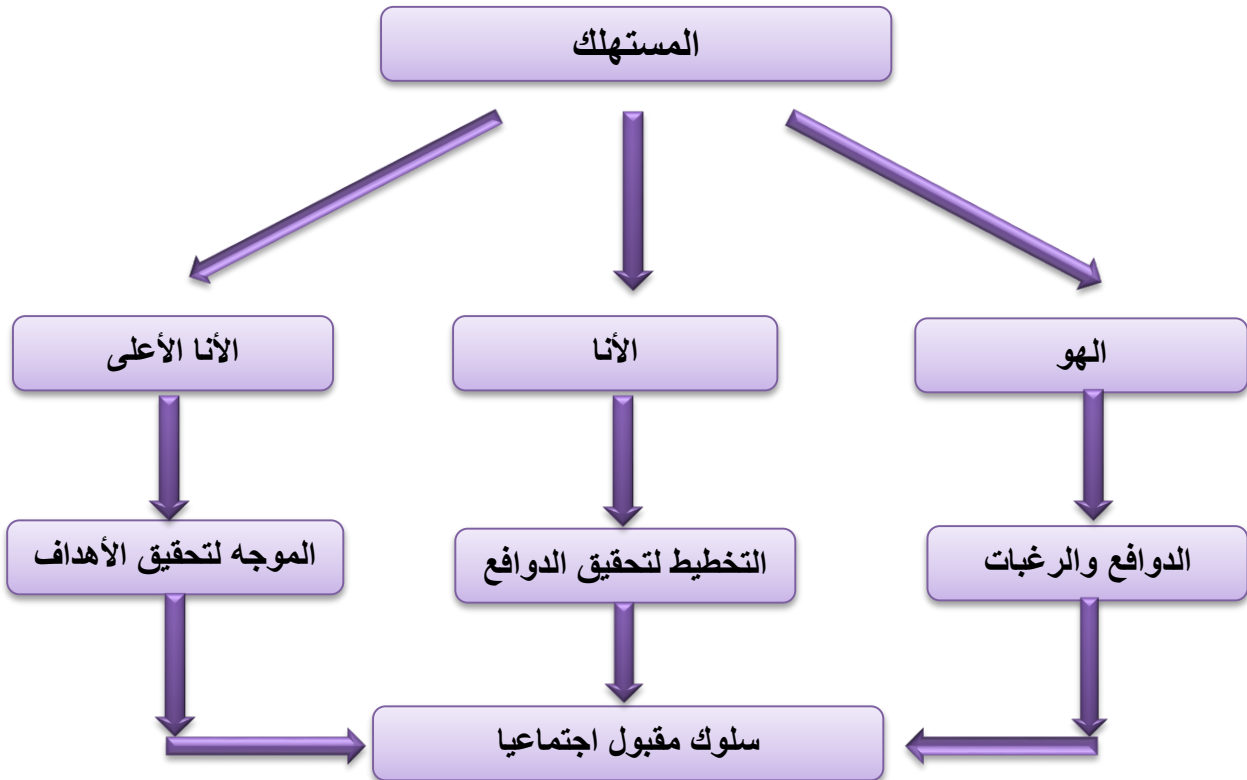 المستهلك
الهو
الأنا
الأنا الأعلى
الدوافع والرغبات
التخطيط لتحقيق الدوافع
الموجه لتحقيق الأهداف
سلوك مقبول اجتماعيا